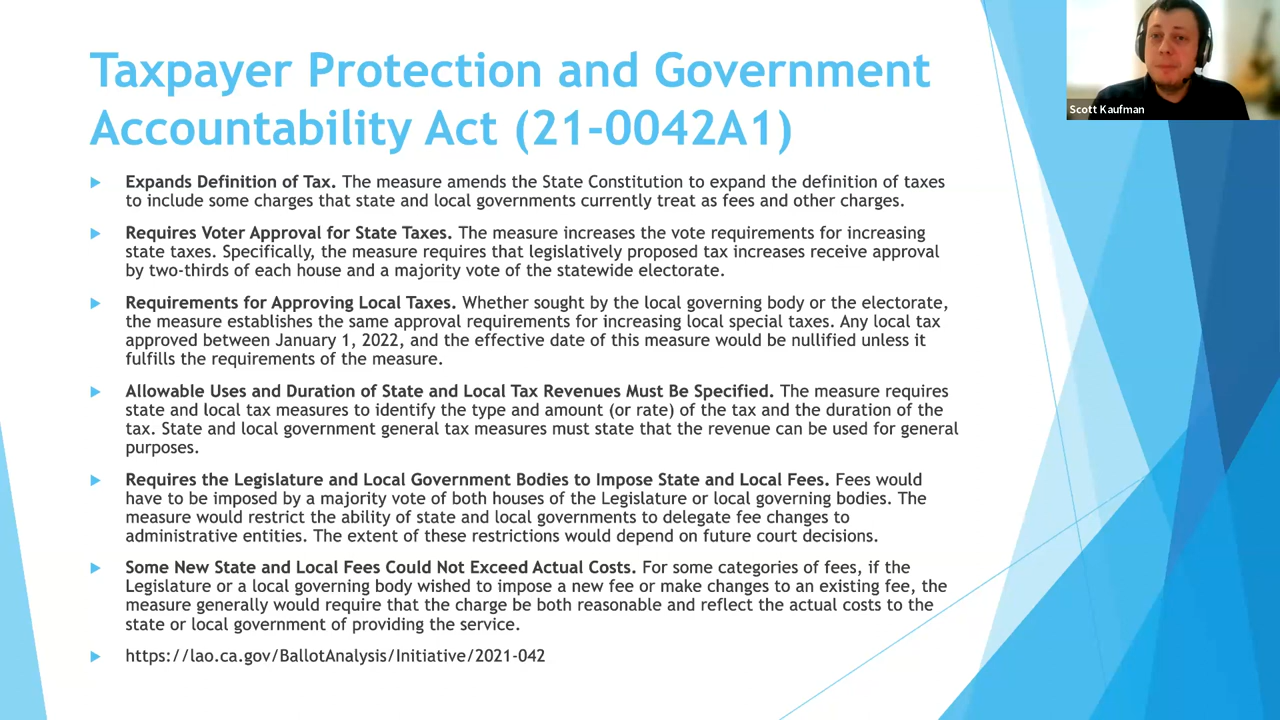 Taxpayer Protection and Government
Accountability Act (21-0042A1)
Scott Kaufman
Expands Definition of Tax. The measure amends the State Constitution to expand the definition of taxes
to include some charges that state and local governments currently treat as fees and other charges.
Requires Voter Approval for State Taxes. The measure increases the vote requirements for increasing
state taxes. Specifically, the measure requires that legislatively proposed tax increases receive approval
by two-thirds of each house and a majority vote of the statewide electorate.
Requirements for Approving Local Taxes. Whether sought by the local governing body or the electorate,
the measure establishes the same approval requirements for increasing local special taxes. Any local tax
approved between January 1, 2022, and the effective date of this measure would be nullified unless it
fulfills the requirements of the measure.
Allowable Uses and Duration of State and Local Tax Revenues Must Be Specified. The measure requires
state and local tax measures to identify the type and amount (or rate) of the tax and the duration of the
tax. State and local government general tax measures must state that the revenue can be used for general
purposes.
Requires the Legislature and Local Government Bodies to Impose State and Local Fees. Fees would
have to be imposed by a majority vote of both houses of the Legislature or local governing bodies. The
measure would restrict the ability of state and local governments to delegate fee changes to
administrative entities. The extent of these restrictions would depend on future court decisions.
Some New State and Local Fees Could Not Exceed Actual Costs. For some categories of fees, if the
Legislature or a local governing body wished to impose a new fee or make changes to an existing fee, the
measure generally would require that the charge be both reasonable and reflect the actual costs to the
state or local government of providing the service.
https://lao.ca.gov/BallotAnalysis/Initiative/2021-042